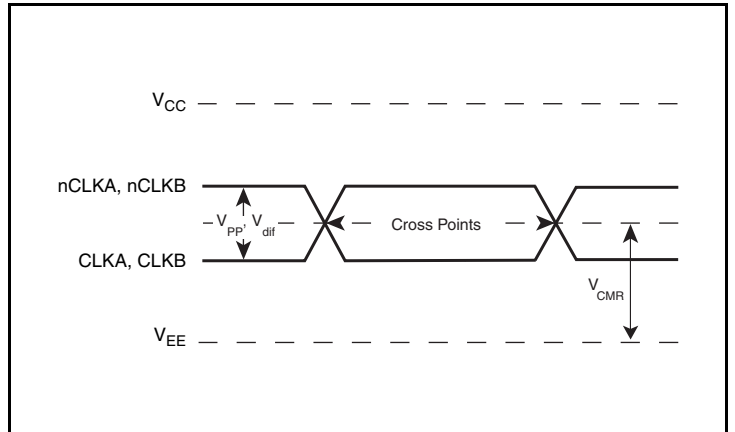 VCC
nCLKA, nCLKB
VPP, Vdif
Cross Points
CLKA, CLKB
VCMR
VEE